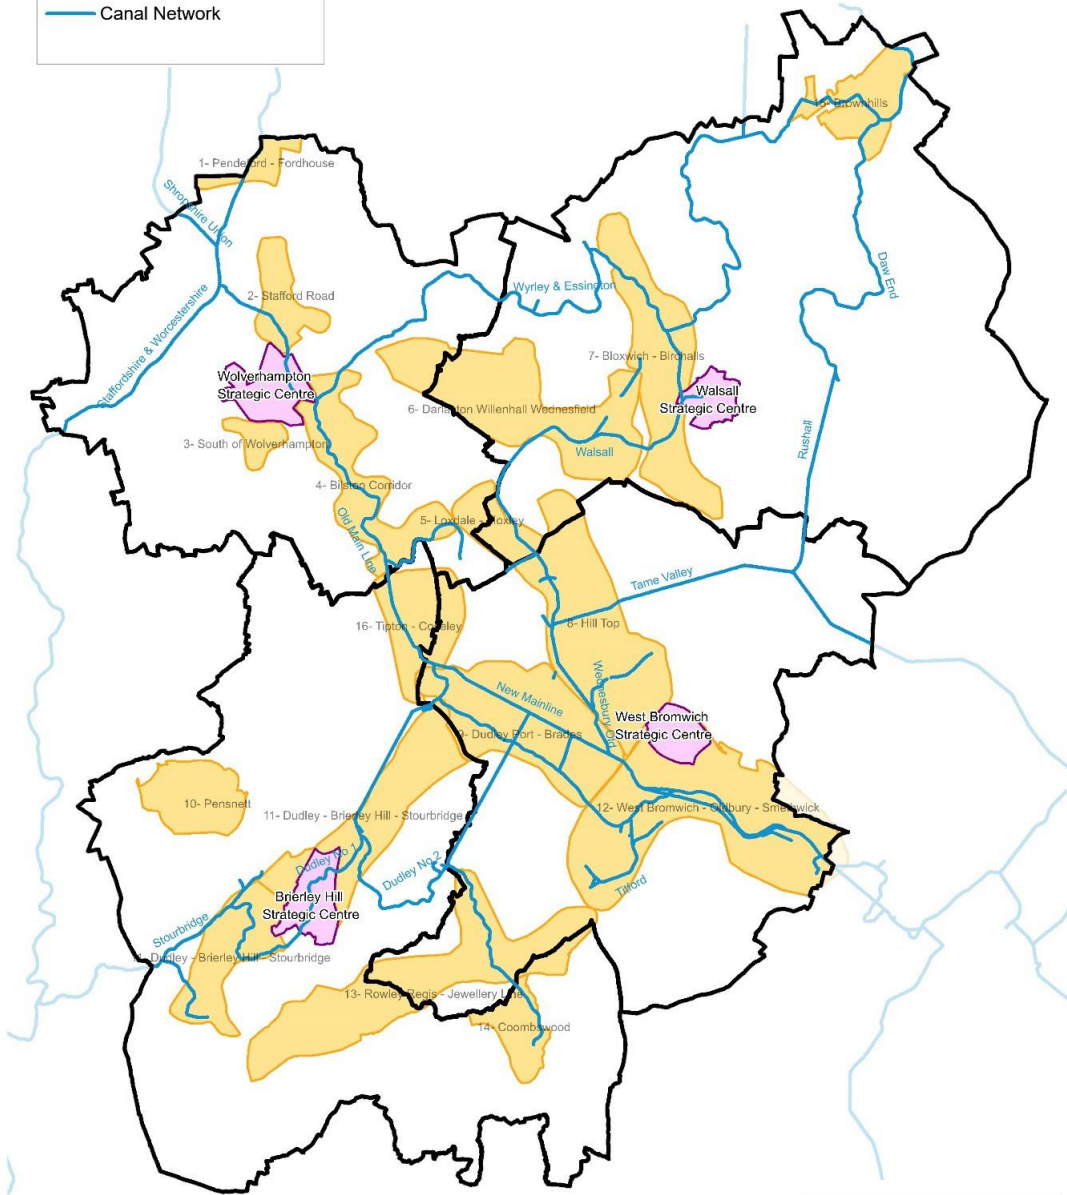 Canal Network
15- Brownhills
1- Pendeford - Fordhouse
Shropshire Union
Daw End
2- Stafford Road
Wyrley & Essington
Staffordshire & Worcestershire
7- Bloxwich - Birchalls
Wolverhampton
Strategic Centre
Walsall
Strategic Centre
6- Darlaston Willenhall Wednesfield
3- South of Wolverhampton
Walsall
Rushall
4- Bilston Corridor
Old Main Line
5- Loxdale - Moxley
Tame Valley
16- Tipton - Coseley
8- Hill Top
Wednesbury Old
New Mainline
West Bromwich
Strategic Centre
9- Dudley Port - Brades
10- Pensnett
12- West Bromwich - Oldbury - Smethwick
11- Dudley - Brierley Hill - Stourbridge
Dudley No 1
Dudley No 2
Titford
Brierley Hill
Strategic Centre
Stourbridge
11- Dudley - Brierley Hill - Stourbridge
13- Rowley Regis - Jewellery Line
14- Coombswood